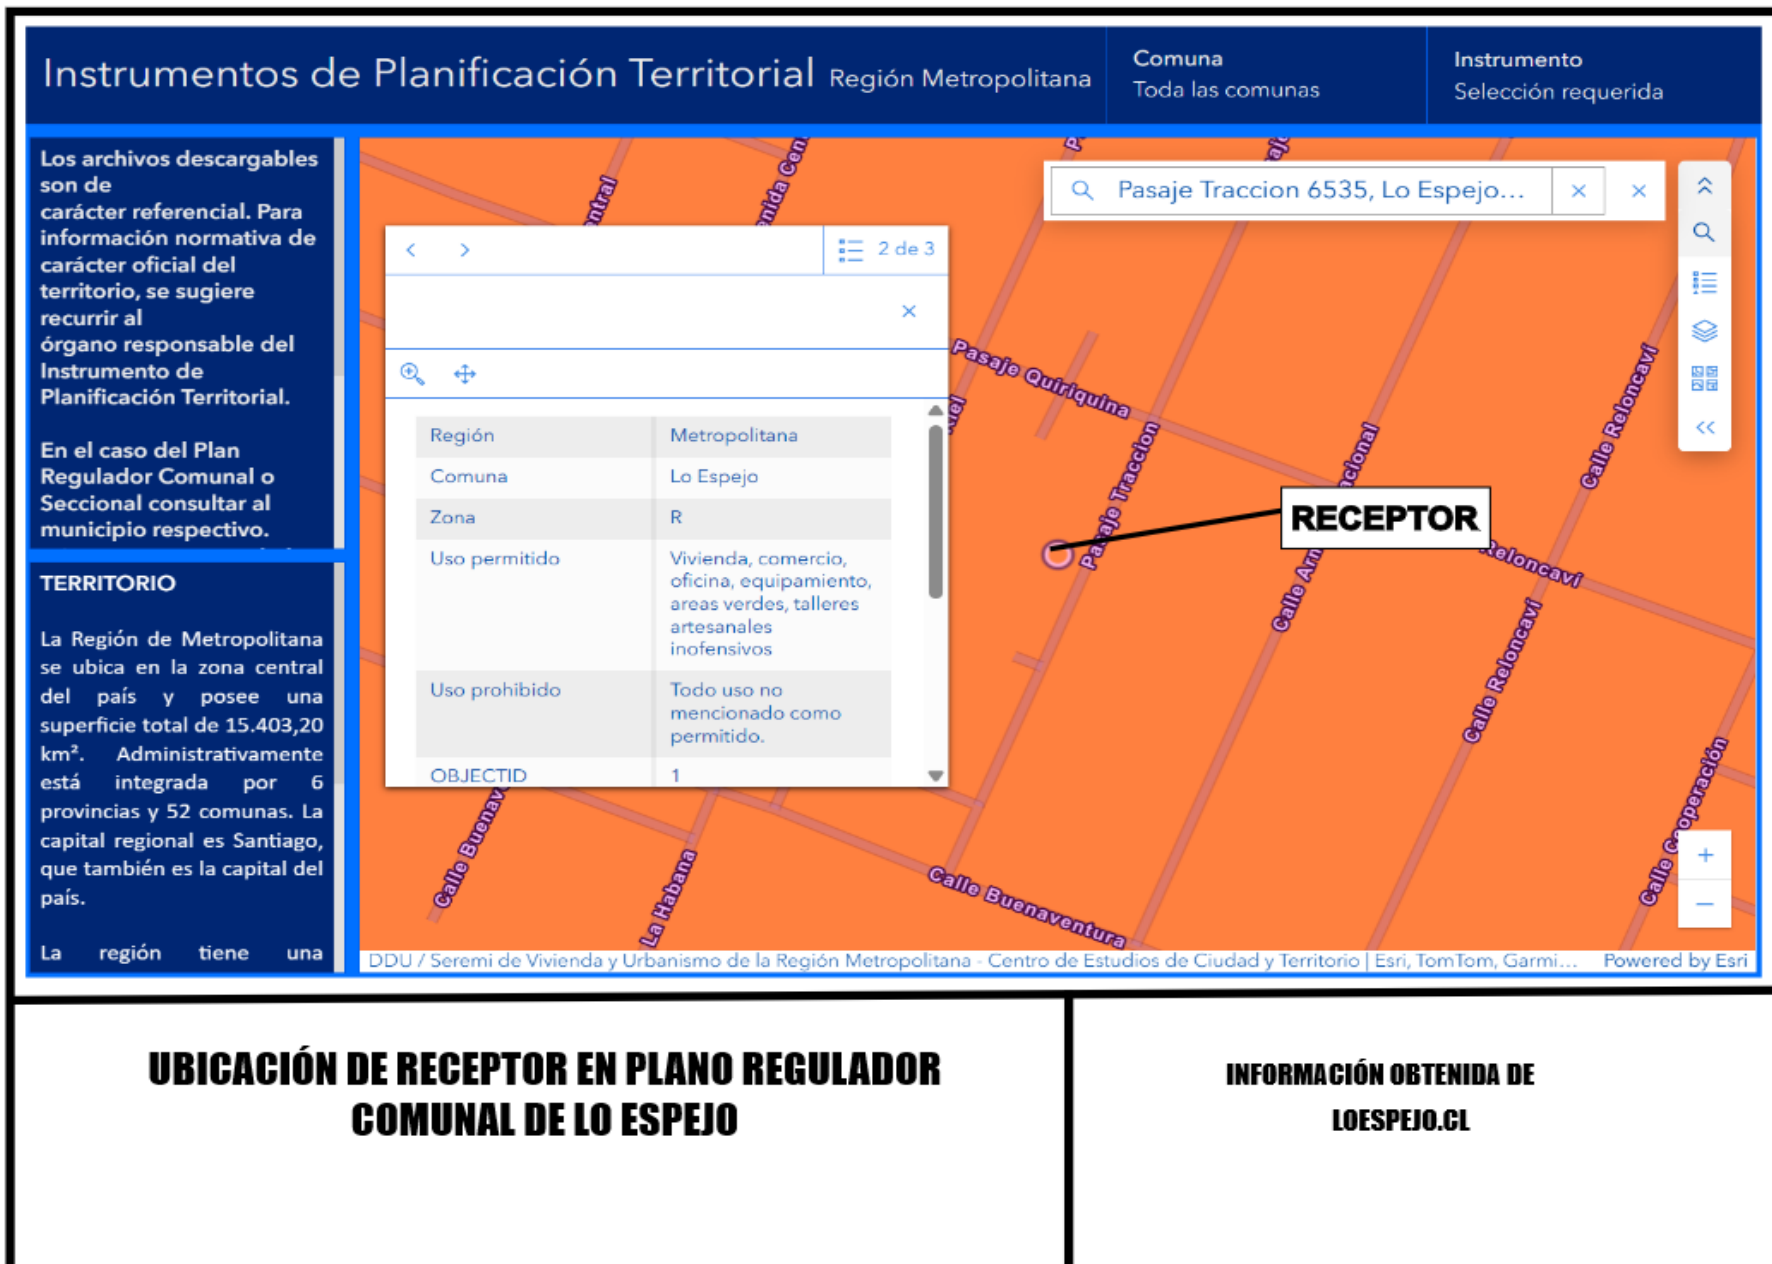 Instrumentos de Planificación Territorial Región Metropolitana
Comuna
Toda las comunas
Instrumento
Selección requerida
Los archivos descargables
son de
carácter referencial. Para
información normativa de
carácter oficial del
territorio, se sugiere
recurrir al
órgano responsable del
Instrumento de
Planificación Territorial.
En el caso del Plan
Regulador Comunal o
Seccional consultar al
municipio respectivo.
TERRITORIO
La Región de Metropolitana
se ubica en la zona central
del país y posee una
superficie total de 15.403,20
km². Administrativamente
está integrada por 6
provincias y 52 comunas. La
capital regional es Santiago,
que también es la capital del
país.
La región tiene una
Pasaje Traccion 6535, Lo Espejo...
2 de 3
Región Metropolitana
Comuna Lo Espejo
Zona R
Uso permitido Vivienda, comercio,
oficina, equipamiento,
areas verdes, talleres
artesanales
inofensivos
Uso prohibido Todo uso no
mencionado como
permitido.
OBJECTID 1
Pasaje Quiriquina
Pasaje Traccion
Calle Reloncaví
RECEPTOR
Reloncaví
Calle Reloncaví
Calle Cooperación
Calle Buenaventura
La Habana
DDU / Seremi de Vivienda y Urbanismo de la Región Metropolitana - Centro de Estudios de Ciudad y Territorio | Esri, TomTom, Garmi... Powered by Esri
UBICACIÓN DE RECEPTOR EN PLANO REGULADOR
COMUNAL DE LO ESPEJO
INFORMACIÓN OBTENIDA DE
LOESPEJO.CL